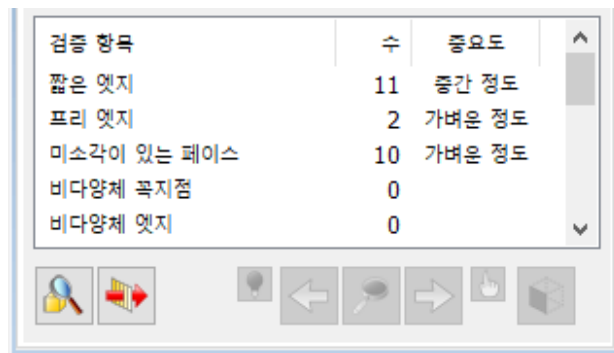 검증 항목 수 중요도
짧은 엣지 11 중간 정도
프리 엣지 2 가벼운 정도
미소각이 있는 페이스 10 가벼운 정도
비다양체 꼭지점 0
비다양체 엣지 0